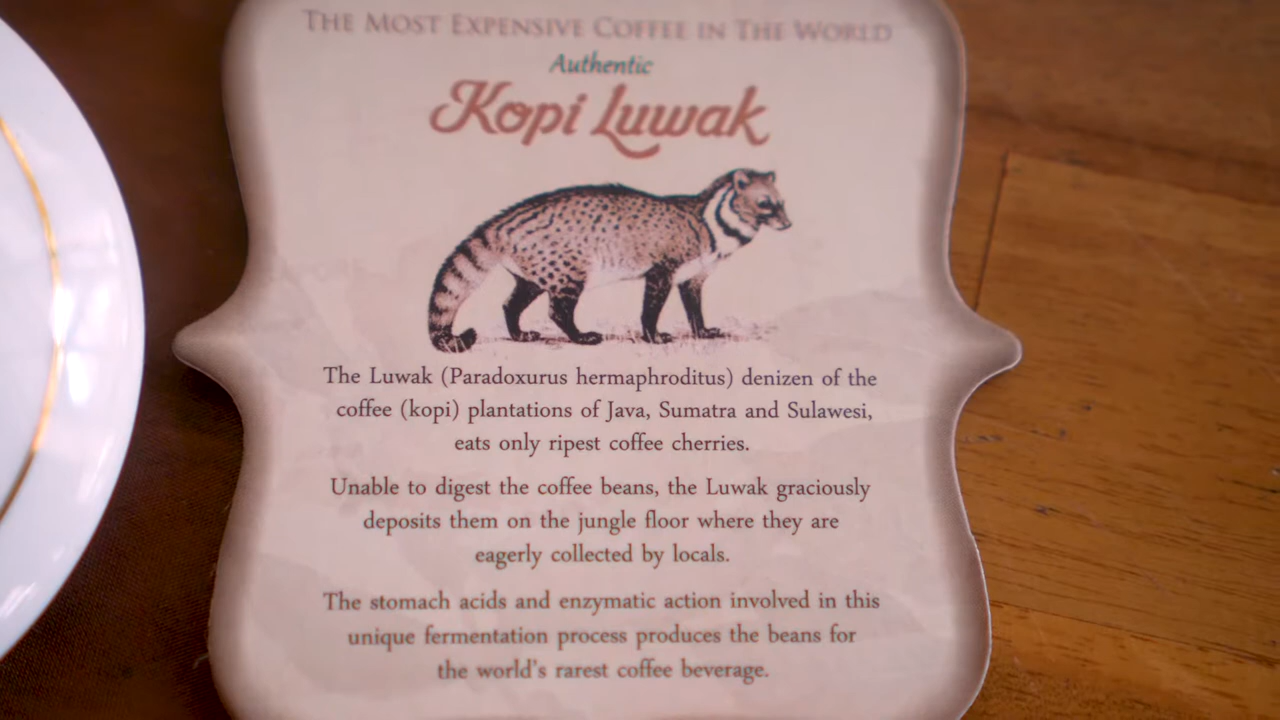 The Most Expensive Coffee in The World
Authentic
Kopi Luwak
The Luwak (Paradoxurus hermaphroditus) denizen of the
coffee (kopi) plantations of Java, Sumatra and Sulawesi,
eats only ripest coffee cherries.
Unable to digest the coffee beans, the Luwak graciously
deposits them on the jungle floor where they are
eagerly collected by locals.
The stomach acids and enzymatic action involved in this
unique fermentation process produces the beans for
the world's rarest coffee beverage.